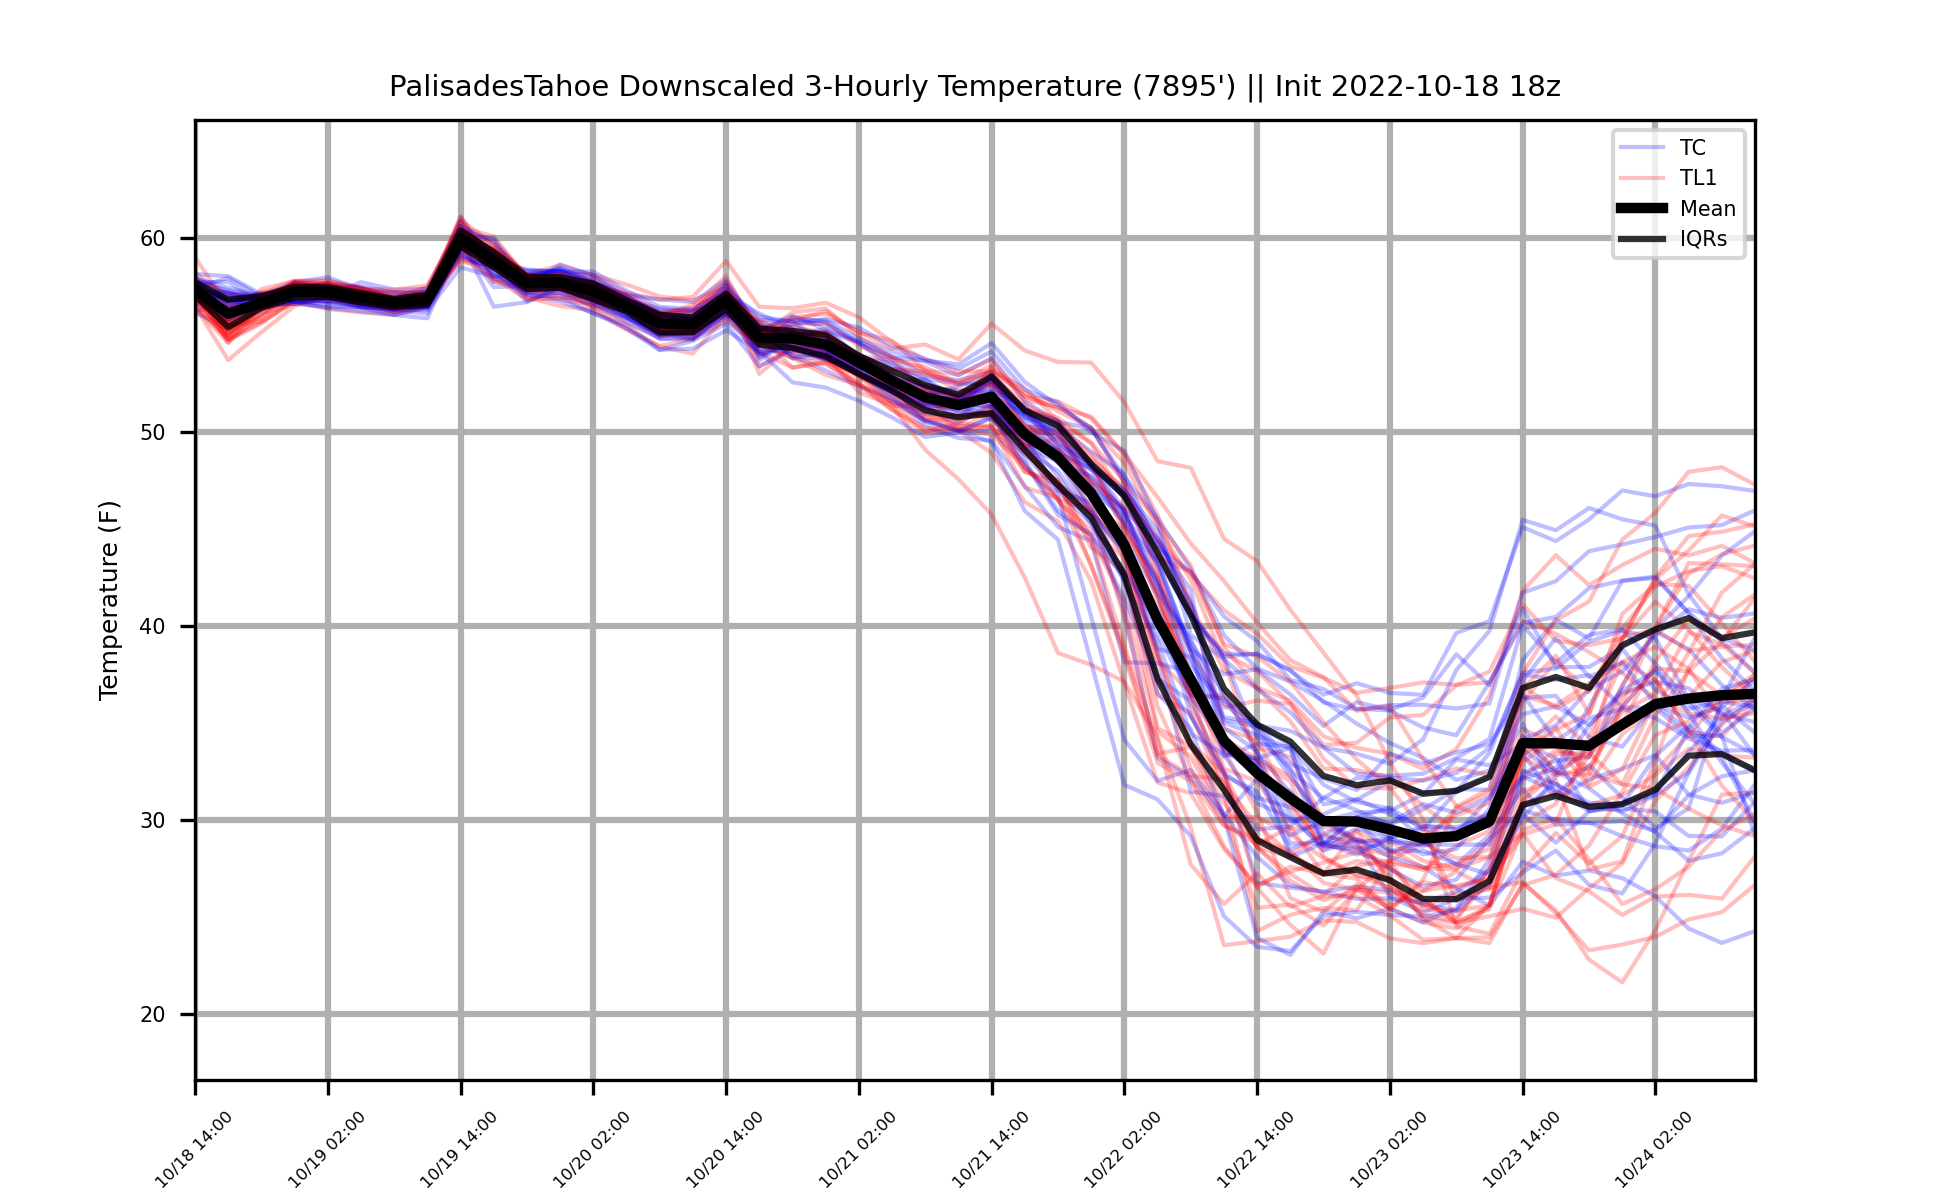 PalisadesTahoe Downscaled 3-Hourly Temperature (7895') || Init 2022-10-18 18z
TC
TL1
Mean
IQRs
Temperature (F)
60
50
40
30
20
10/18 14:00
10/19 02:00
10/19 14:00
10/20 02:00
10/20 14:00
10/21 02:00
10/21 14:00
10/22 02:00
10/22 14:00
10/23 02:00
10/23 14:00
10/24 02:00